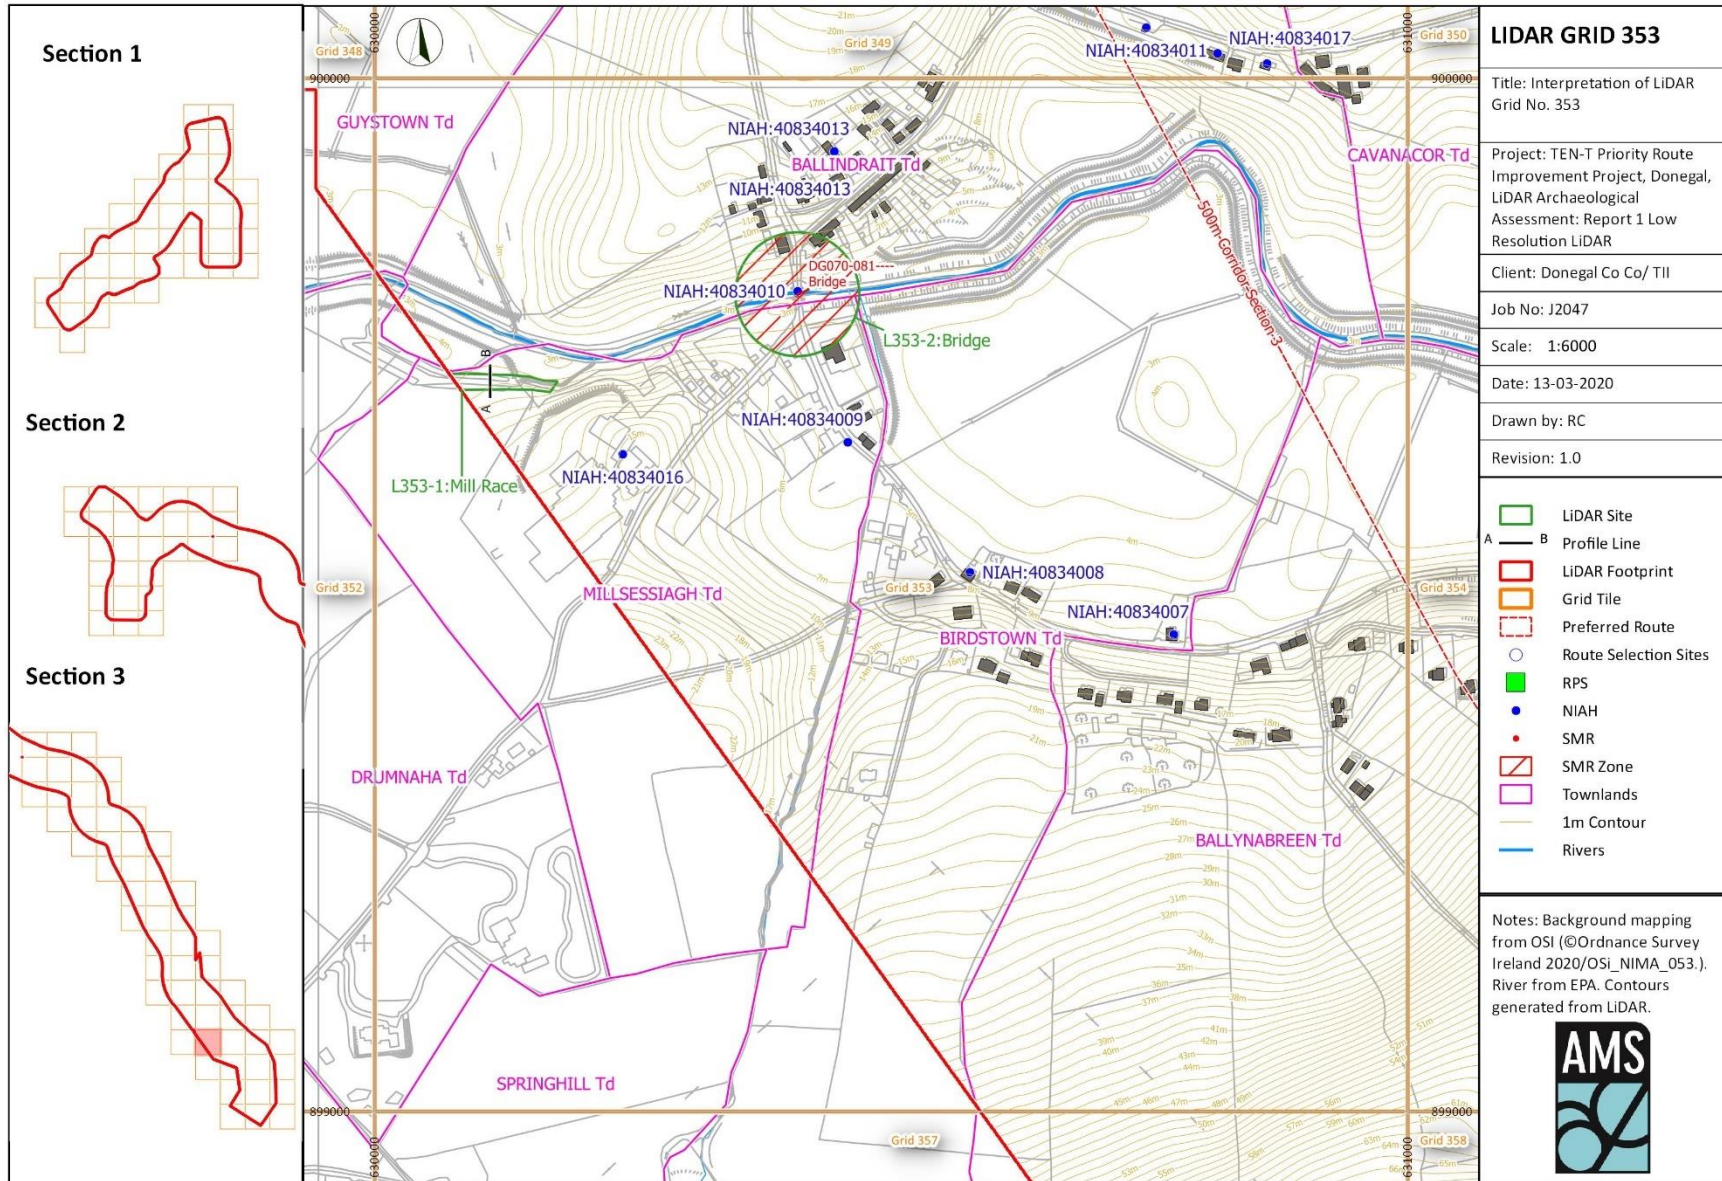 Section 1
Section 2
Section 3
Grid 348
Grid 349
Grid 350
630000
631000
900000
NIAH:40834011
NIAH:40834017
GUYSTOWN Td
NIAH:40834013
BALLINDRAIT Td
CAVANACOR Td
NIAH:40834013
DG070-081----
Bridge
NIAH:40834010
500m-Corridor-Section-3
L353-2:Bridge
B
A
NIAH:40834009
L353-1:Mill Race
NIAH:40834016
Grid 352
MILLSESSIAGH Td
Grid 353
NIAH:40834008
Grid 354
NIAH:40834007
BIRDSTOWN Td
DRUMNAHA Td
BALLYNABREEN Td
SPRINGHILL Td
899000
Grid 357
Grid 358
630000
631000
LIDAR GRID 353
Title: Interpretation of LiDAR
Grid No. 353
Project: TEN-T Priority Route
Improvement Project, Donegal,
LiDAR Archaeological
Assessment: Report 1 Low
Resolution LiDAR
Client: Donegal Co Co/ TII
Job No: J2047
Scale: 1:6000
Date: 13-03-2020
Drawn by: RC
Revision: 1.0
LiDAR Site
A B Profile Line
LiDAR Footprint
Grid Tile
Preferred Route
Route Selection Sites
RPS
NIAH
SMR
SMR Zone
Townlands
1m Contour
Rivers
Notes: Background mapping
from OSI (©Ordnance Survey
Ireland 2020/OSi_NIMA_053.).
River from EPA. Contours
generated from LiDAR.
AMS